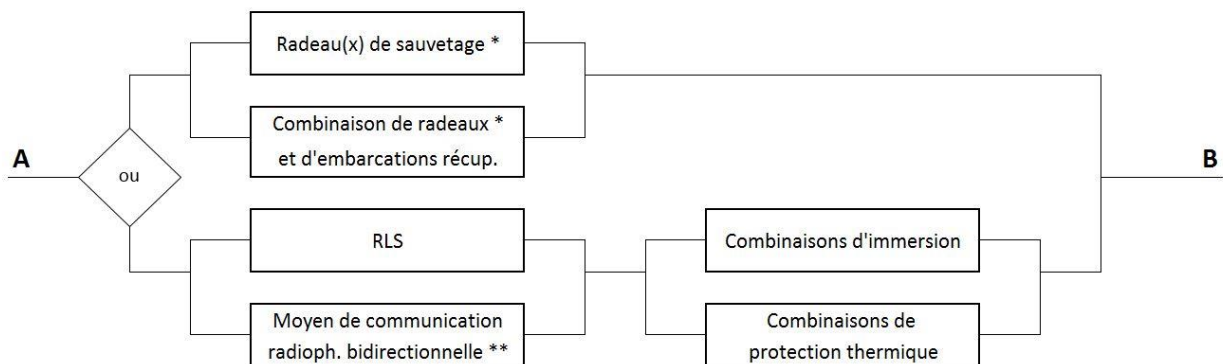 Radeau(x) de sauvetage *
Combinaison de radeaux *
et d'embarcations récup.
A
ou
B
RLS
Combinaisons d'immersion
Moyen de communication
radioph. bidirectionnelle **
Combinaisons de
protection thermique